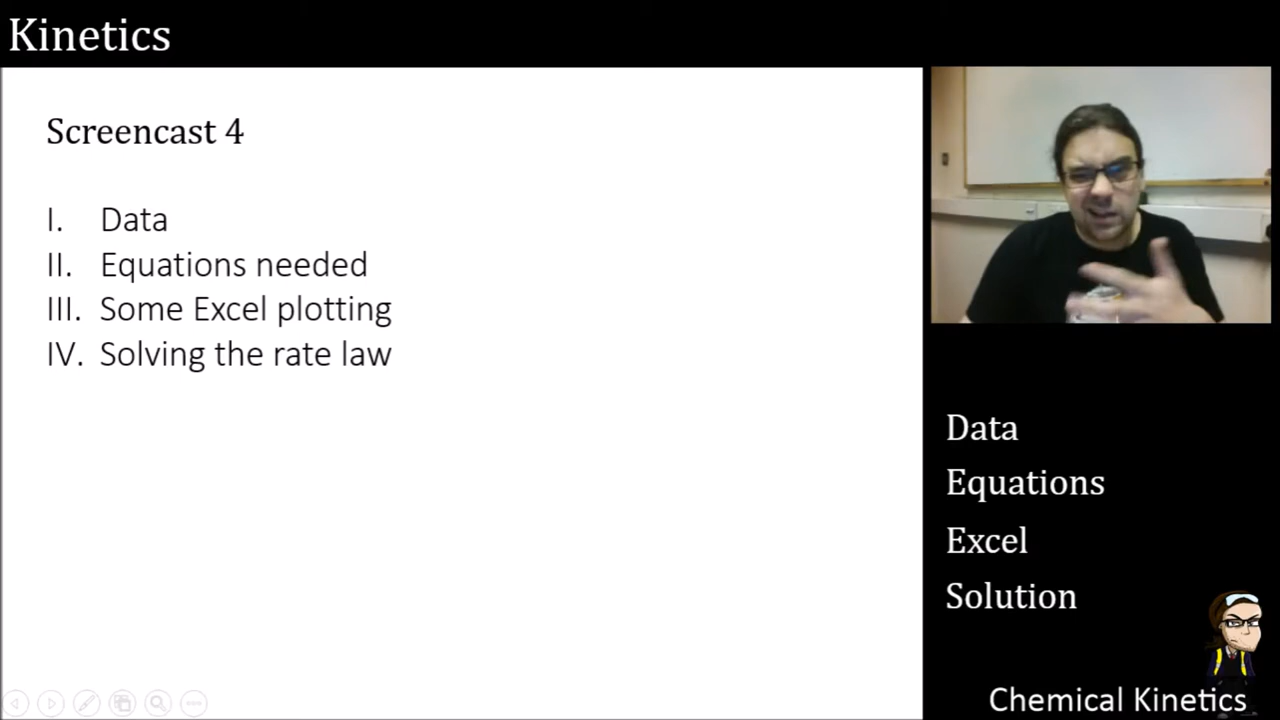 Kinetics
Screencast 4
I. Data
II. Equations needed
III. Some Excel plotting
IV. Solving the rate law
Data
Equations
Excel
Solution
Chemical Kinetics